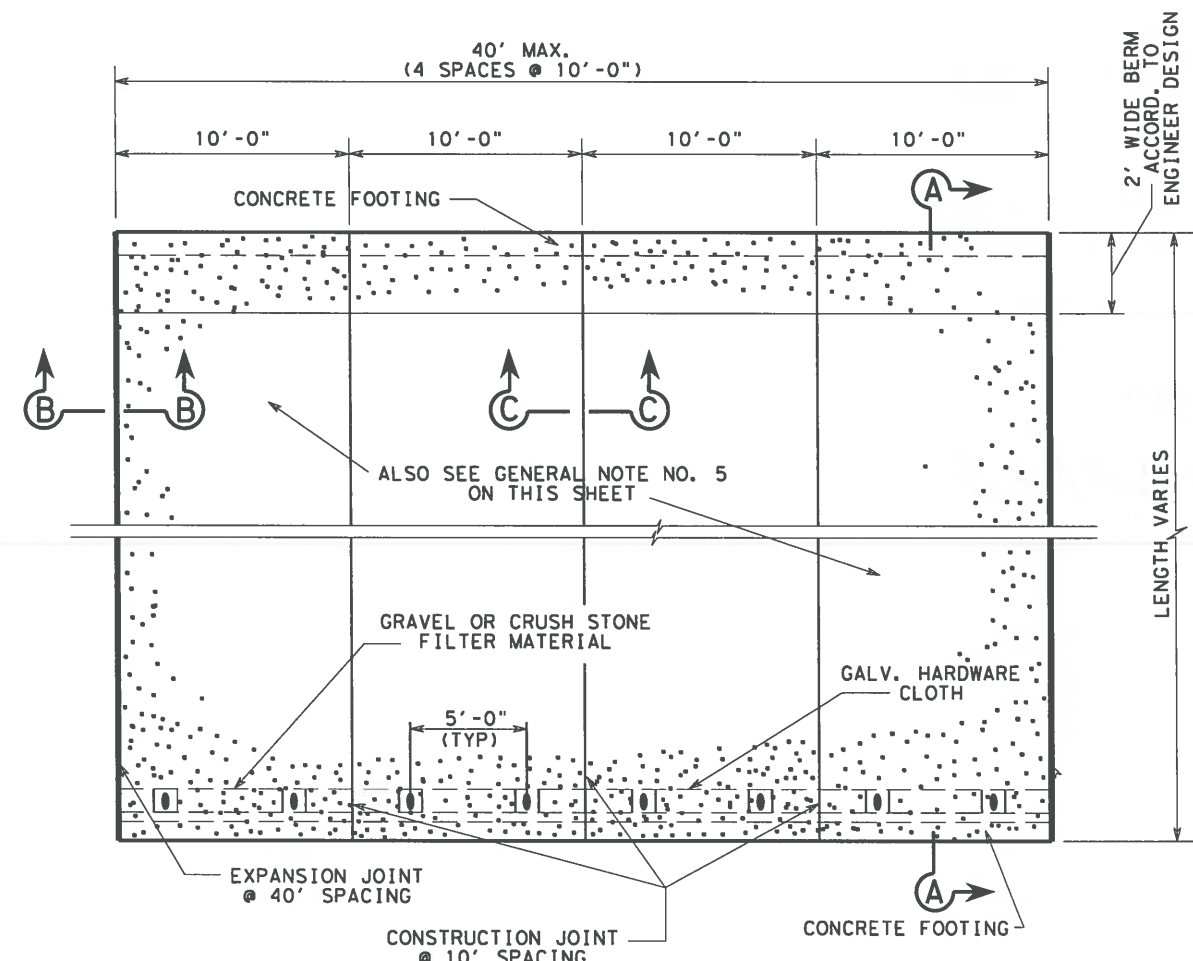 40' MAX.
(4 SPACES @ 10'-0")
2' WIDE BERM
ACCORD. TO
ENGINEER DESIGN
10'-0"
10'-0"
10'-0"
10'-0"
CONCRETE FOOTING
A
B
B
C
C
ALSO SEE GENERAL NOTE NO. 5
ON THIS SHEET
LENGTH VARIES
GRAVEL OR CRUSH STONE
FILTER MATERIAL
GALV. HARDWARE
CLOTH
5'-0"
(TYP)
EXPANSION JOINT
@ 40' SPACING
A
CONCRETE FOOTING
CONSTRUCTION JOINT
@ 10' SPACING